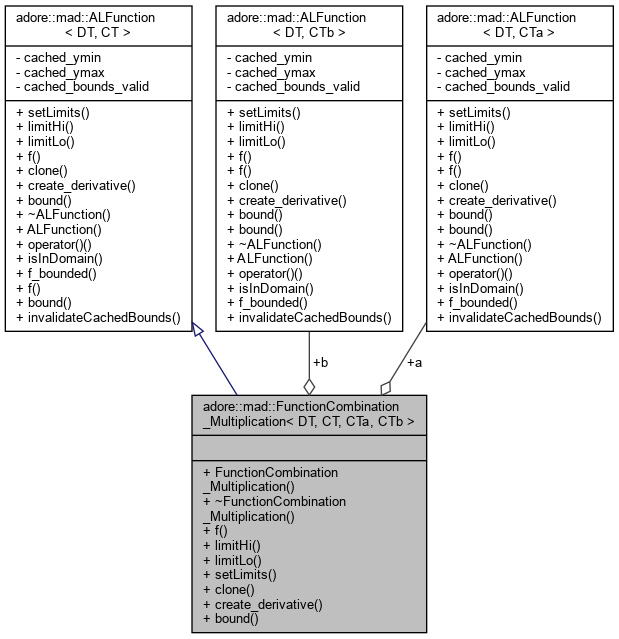 adore::mad::ALFunction
< DT, CT >
- cached_ymin
- cached_ymax
- cached_bounds_valid
+ setLimits()
+ limitHi()
+ limitLo()
+ f()
+ clone()
+ create_derivative()
+ bound()
+ ~ALFunction()
+ ALFunction()
+ operator()()
+ isInDomain()
+ f_bounded()
+ f()
+ bound()
+ invalidateCachedBounds()
adore::mad::ALFunction
< DT, CTb >
- cached_ymin
- cached_ymax
- cached_bounds_valid
+ setLimits()
+ limitHi()
+ limitLo()
+ f()
+ f()
+ clone()
+ create_derivative()
+ bound()
+ bound()
+ ~ALFunction()
+ ALFunction()
+ operator()()
+ isInDomain()
+ f_bounded()
+ invalidateCachedBounds()
adore::mad::ALFunction
< DT, CTa >
- cached_ymin
- cached_ymax
- cached_bounds_valid
+ setLimits()
+ limitHi()
+ limitLo()
+ f()
+ f()
+ clone()
+ create_derivative()
+ bound()
+ bound()
+ ~ALFunction()
+ ALFunction()
+ operator()()
+ isInDomain()
+ f_bounded()
+ invalidateCachedBounds()
+b
+a
adore::mad::FunctionCombination
_Multiplication< DT, CT, CTa, CTb >
+ FunctionCombination
_Multiplication()
+ ~FunctionCombination
_Multiplication()
+ f()
+ limitHi()
+ limitLo()
+ setLimits()
+ clone()
+ create_derivative()
+ bound()